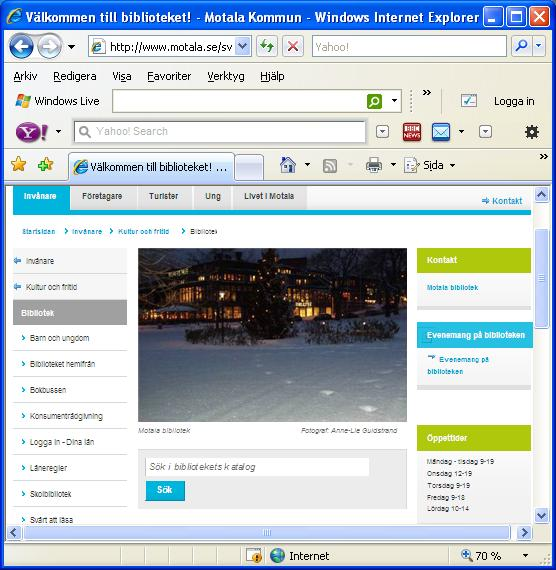 Välkommen till biblioteket! - Motala Kommun - Windows Internet Explorer
http://www.motala.se/sv
Yahoo!
Arkiv Redigera Visa Favoriter Verktyg Hjälp
Windows Live
»
Logga in
Y!
Yahoo! Search
BBC NEWS
»
Välkommen till biblioteket! ...
Sida
»
Invånare Företagare Turister Ung Livet i Motala
Kontakt
Startsidan Invånare Kultur och fritid Bibliotek
Invånare
Kultur och fritid
Bibliotek
Barn och ungdom
Biblioteket hemifrån
Bokbussen
Konsumentrådgivning
Logga in - Dina lån
Låneregler
Skolbibliotek
Svårt att läsa
Motala bibliotek
Fotograf: Anne-Lie Guldstrand
Sök i bibliotekets katalog
Sök
Kontakt
Motala bibliotek
Evenemang på biblioteken
Evenemang på
biblioteken
Öppettider
Måndag - tisdag 9-19
Onsdag 12-19
Torsdag 9-19
Fredag 9-18
Lördag 10-14
Internet
70 %